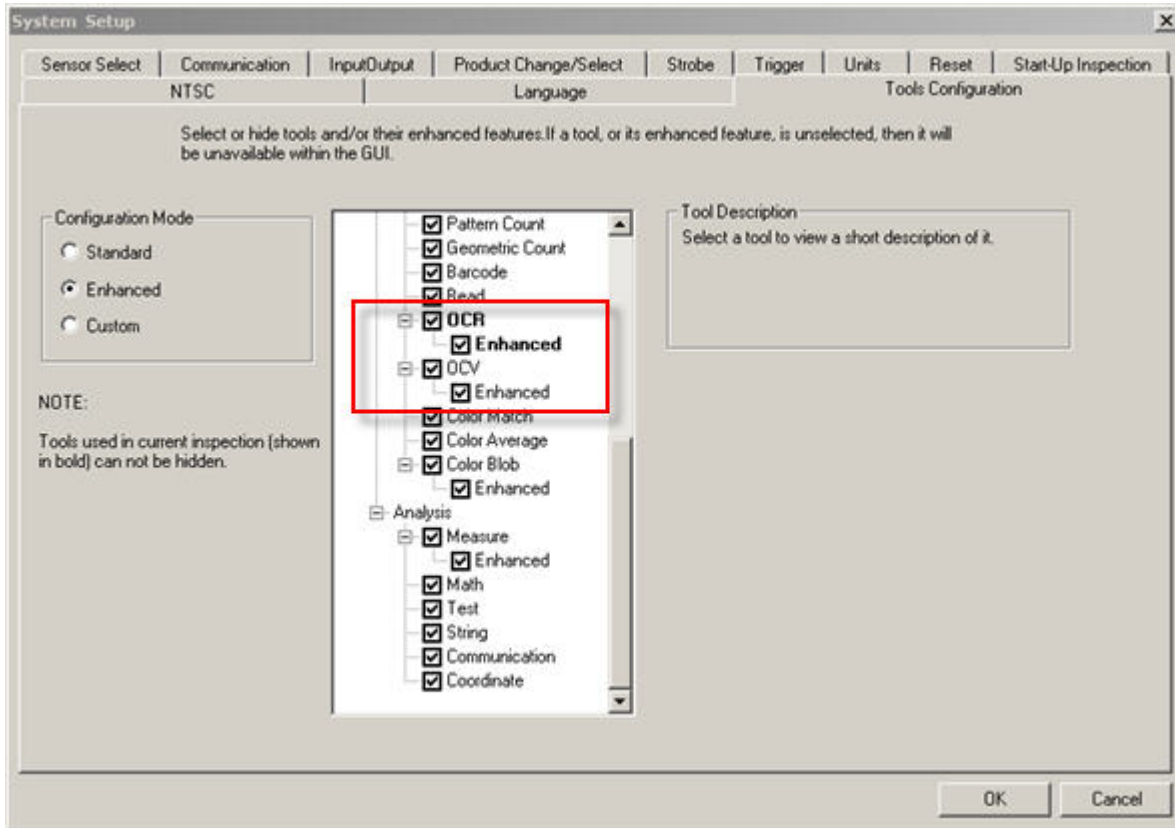 System Setup
Sensor Select
Communication
InputOutput
Product Change/Select
Strobe
Trigger
Units
Reset
Start-Up Inspection
NTSC
Language
Tools Configuration
Select or hide tools and/or their enhanced features.If a tool, or its enhanced feature, is unselected, then it will
be unavailable within the GUI.
Configuration Mode
Standard
Enhanced
Custom
NOTE:
Tools used in current inspection (shown
in bold) can not be hidden.
Pattern Count
Geometric Count
Barcode
Read
OCR
Enhanced
OCV
Enhanced
Color Match
Color Average
Color Blob
Enhanced
Analysis
Measure
Enhanced
Math
Test
String
Communication
Coordinate
Tool Description
Select a tool to view a short description of it.
OK
Cancel